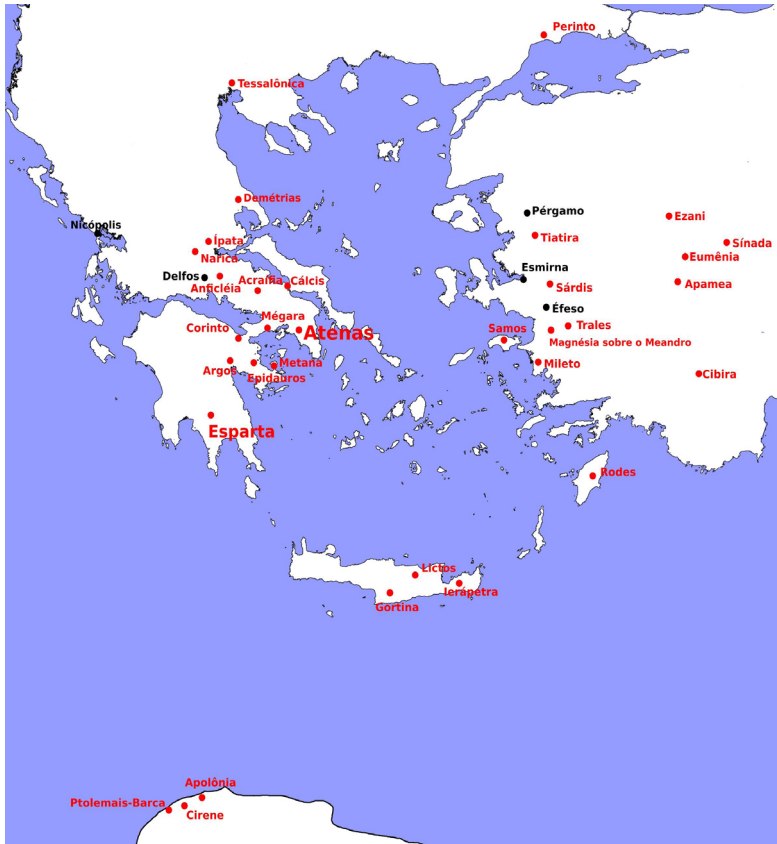 Perinto
Tessalônica
Demétrias
Pérgamo
Ezani
Nicópolis
Tiatira
Ípata
Sínada
Narica
Eumênia
Esmirna
Delfos
Acraifia
Cálcis
Anficléia
Sárdis
Apamea
Éfeso
Mégara
Corinto
Atenas
Samos
Trales
Magnésia sobre o Meandro
Metana
Mileto
Argos
Epidauros
Cibira
Esparta
Rodes
Lictos
Ierápetra
Gortina
Apolônia
Ptolemais-Barca
Cirene